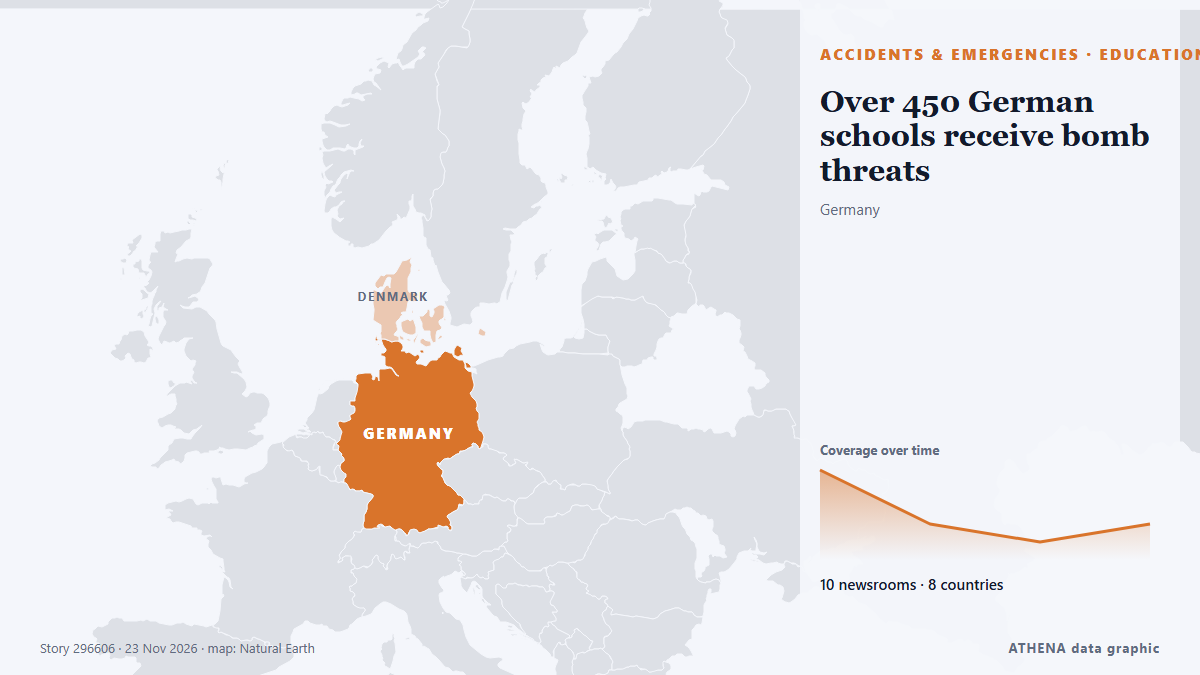 ACCIDENTS & EMERGENCIES · EDUCATION
Over 450 German
schools receive bomb
threats
Germany
DENMARK
GERMANY
Coverage over time
10 newsrooms · 8 countries
Story 296606 · 23 Nov 2026 · map: Natural Earth
ATHENA data graphic